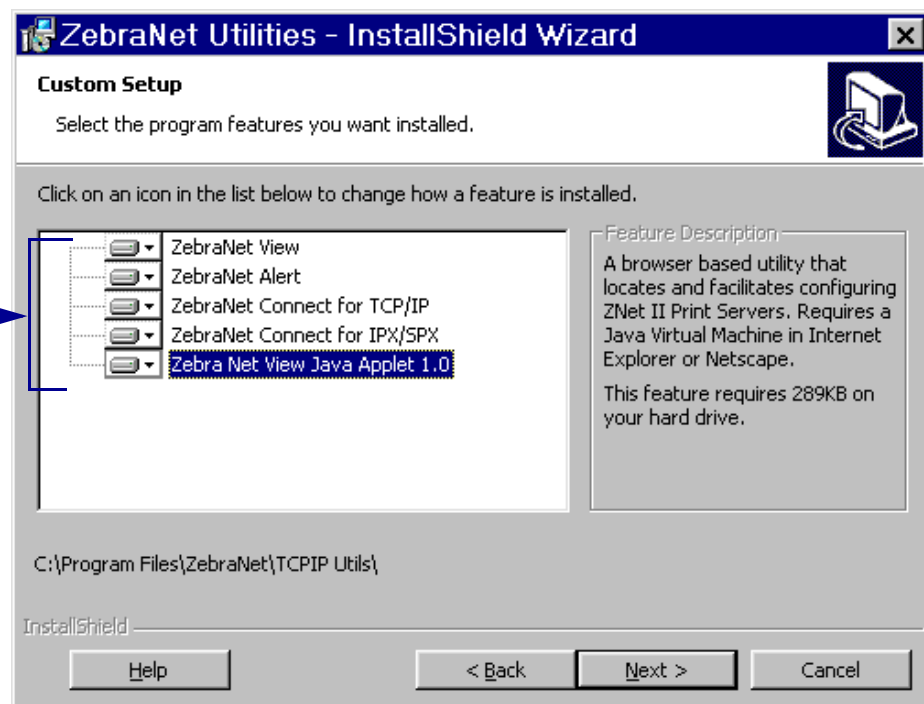 ZebraNet Utilities - InstallShield Wizard
Custom Setup
Select the program features you want installed.
Click on an icon in the list below to change how a feature is installed.
ZebraNet View
ZebraNet Alert
ZebraNet Connect for TCP/IP
ZebraNet Connect for IPX/SPX
Zebra Net View Java Applet 1.0
Feature Description
A browser based utility that
locates and facilitates configuring
ZNet II Print Servers. Requires a
Java Virtual Machine in Internet
Explorer or Netscape.
This feature requires 289KB on
your hard drive.
C:\Program Files\ZebraNet\TCPIP Utils\
InstallShield
Help
< Back
Next >
Cancel